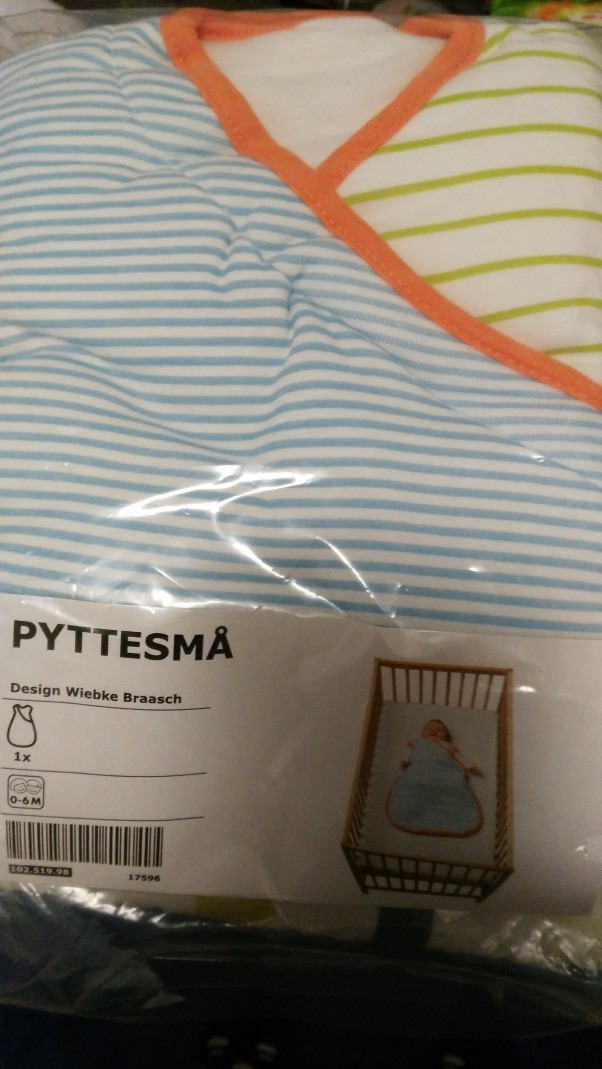 PYTTESMÅ
Design Wiebke Braasch
1x
0-6M
102.519.98
17596